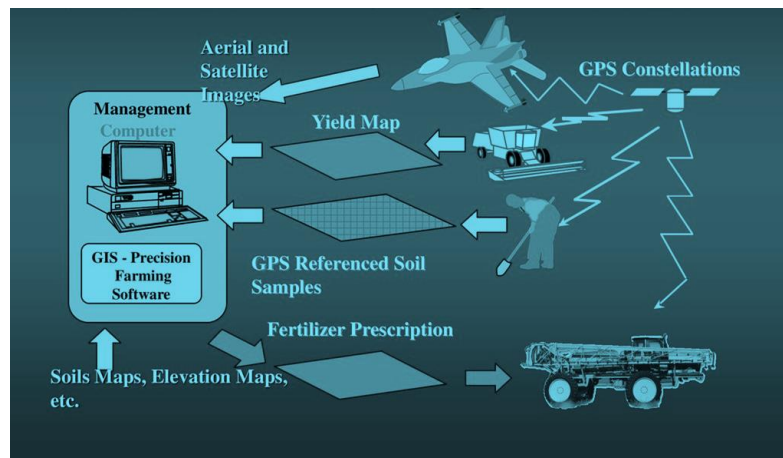 Aerial and
Satellite
Images
GPS Constellations
Management
Computer
Yield Map
GIS - Precision
Farming
Software
GPS Referenced Soil
Samples
Fertilizer Prescription
Soils Maps, Elevation Maps,
etc.